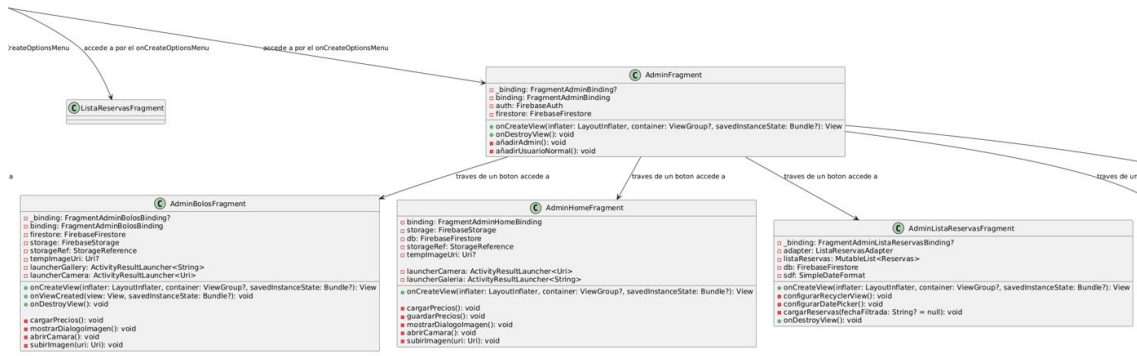 reateOptionsMenu
accede a por el onCreateOptionsMenu
accede a por el onCreateOptionsMenu
C AdminFragment
_binding: FragmentAdminBinding?
binding: FragmentAdminBinding
auth: FirebaseAuth
firestore: FirebaseFirestore
onCreateView(inflater: LayoutInflater, container: ViewGroup?, savedInstanceState: Bundle?): View
onDestroyView(): void
añadirAdmin(): void
añadirUsuarioNormal(): void
C ListaReservasFragment
a
traves de un boton accede a
traves de un boton accede a
traves de un boton accede a
traves de ur
C AdminBolosFragment
_binding: FragmentAdminBolosBinding?
binding: FragmentAdminBolosBinding
firestore: FirebaseFirestore
storage: FirebaseStorage
storageRef: StorageReference
tempImageUri: Uri?
launcherGallery: ActivityResultLauncher<String>
launcherCamera: ActivityResultLauncher<Uri>
onCreateView(inflater: LayoutInflater, container: ViewGroup?, savedInstanceState: Bundle?): View
onViewCreated(view: View, savedInstanceState: Bundle?): void
onDestroyView(): void
cargarPrecios(): void
guardarPrecios(): void
mostrarDialogoImagen(): void
abrirCamara(): void
subirImagen(uri: Uri): void
C AdminHomeFragment
binding: FragmentAdminHomeBinding
storage: FirebaseStorage
db: FirebaseFirestore
storageRef: StorageReference
tempImageUri: Uri?
launcherCamera: ActivityResultLauncher<Uri>
launcherGaleria: ActivityResultLauncher<String>
onCreateView(inflater: LayoutInflater, container: ViewGroup?, savedInstanceState: Bundle?): View
cargarPrecios(): void
guardarPrecios(): void
mostrarDialogoImagen(): void
abrirCamara(): void
subirImagen(uri: Uri): void
C AdminListaReservasFragment
_binding: FragmentAdminListaReservasBinding?
adapter: ListaReservasAdapter
listaReservas: MutableList<Reservas>
db: FirebaseFirestore
sdf: SimpleDateFormat
onCreateView(inflater: LayoutInflater, container: ViewGroup?, savedInstanceState: Bundle?): View
configurarRecyclerView(): void
configurarDatePicker(): void
cargarReservas(fechaFiltrada: String? = null): void
onDestroyView(): void